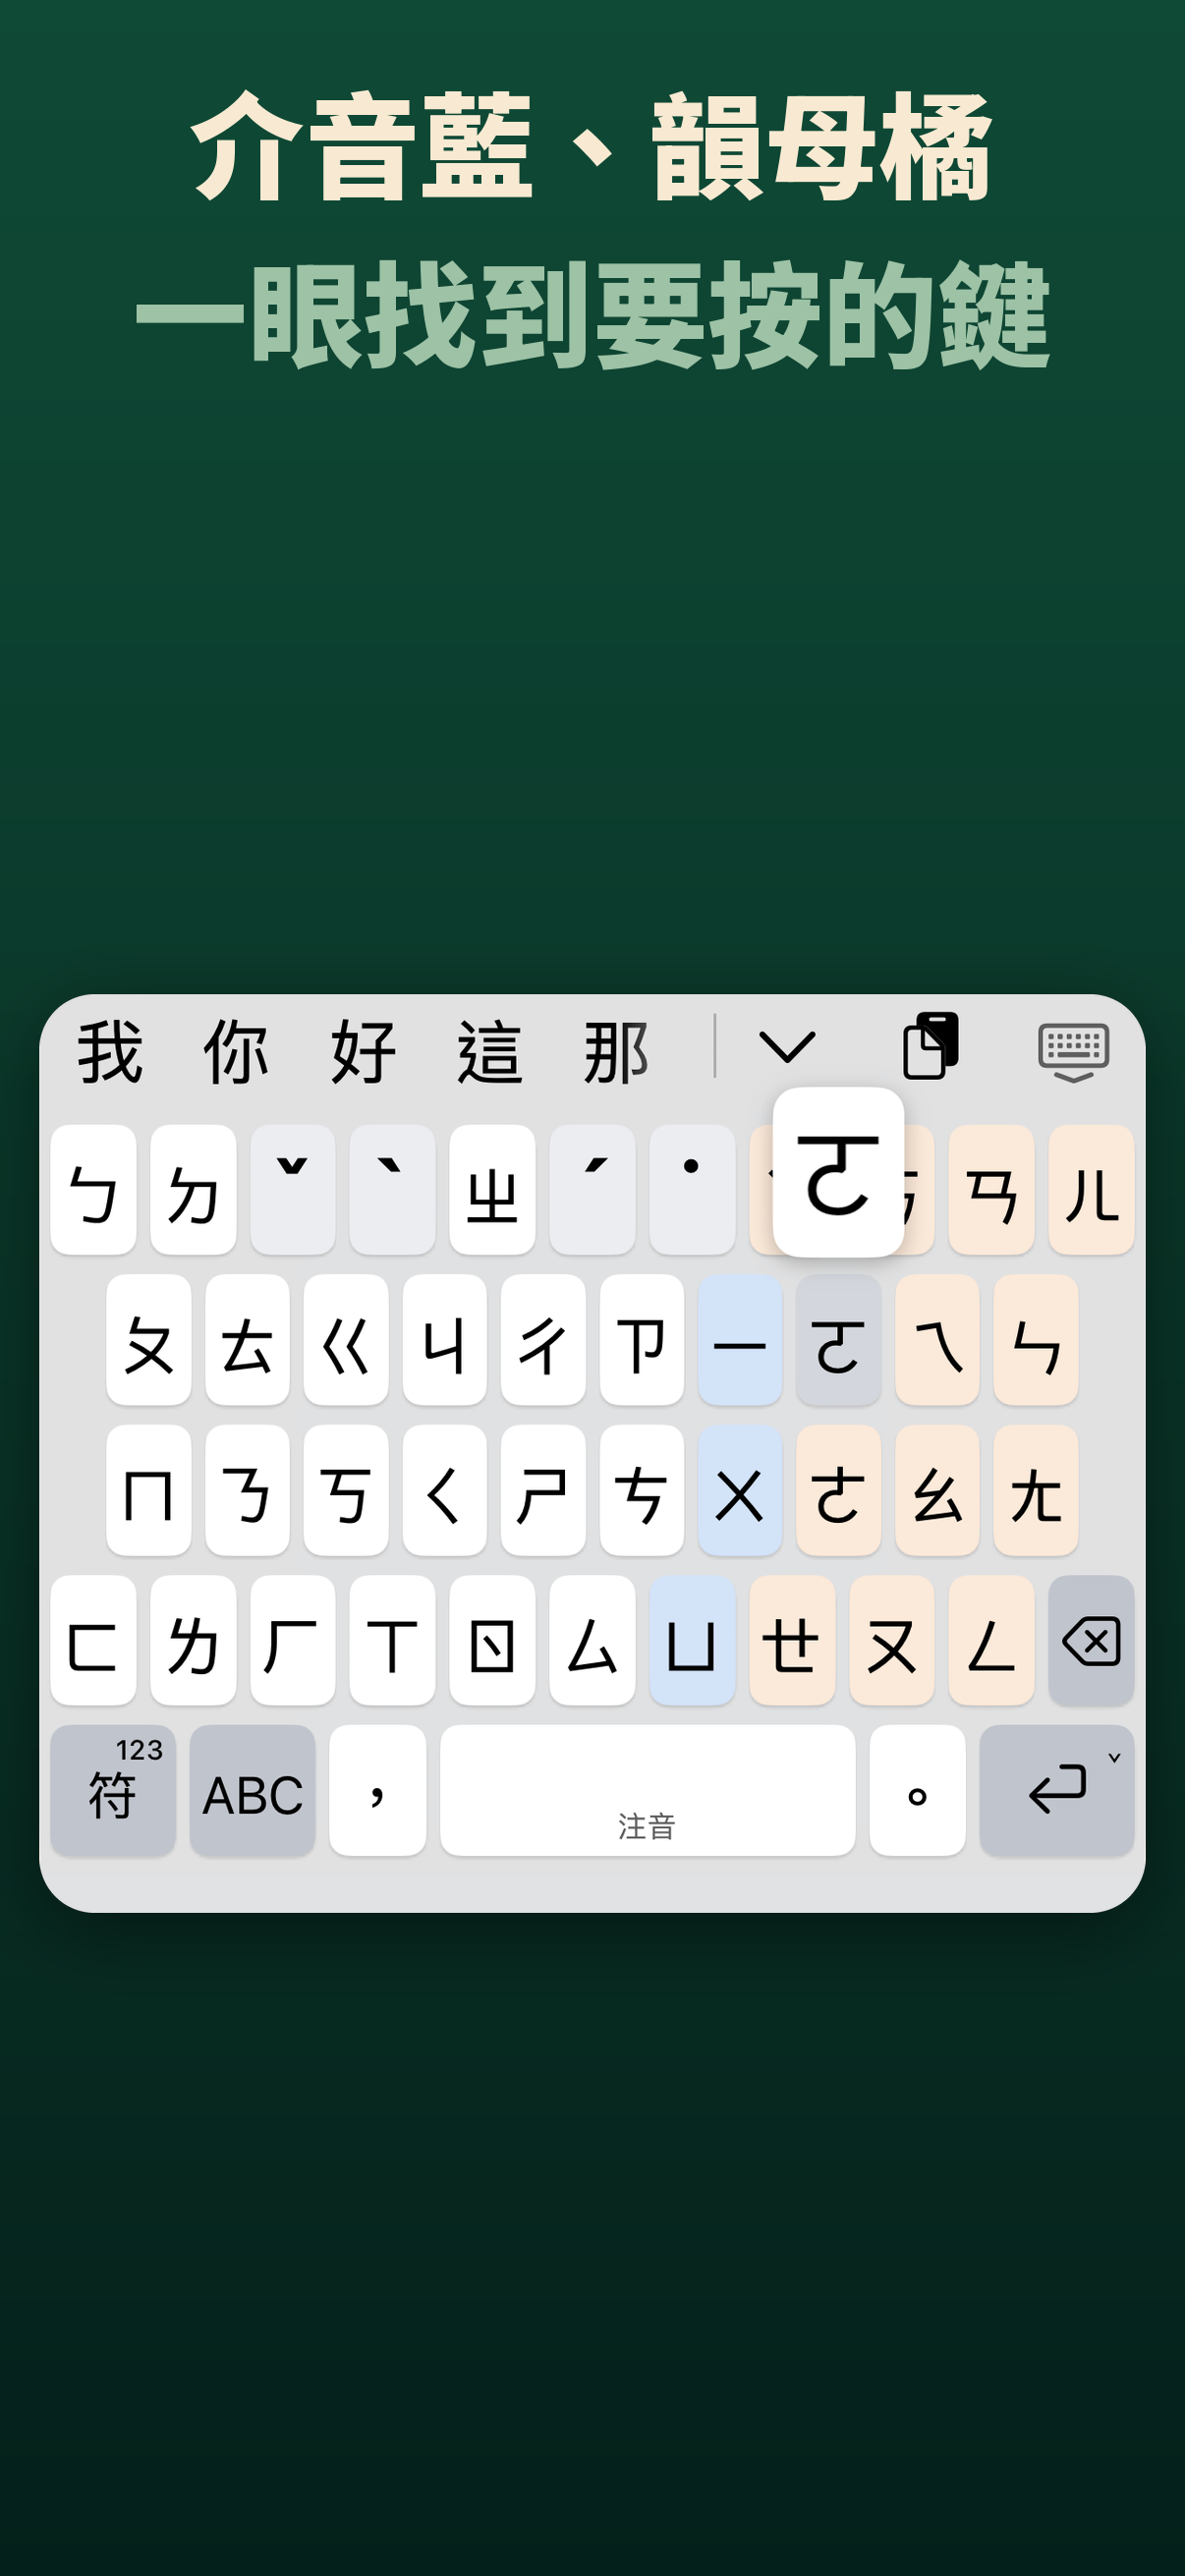 介音藍、韻母橘
一眼找到要按的鍵
我 你 好 這 那
ㄅ ㄉ ˇ ˋ ㄓ ˊ ˙ ㄛ ㄢ ㄦ
ㄆ ㄊ ㄍ ㄐ ㄔ ㄗ ㄧ ㄛ ㄟ ㄣ
ㄇ ㄋ ㄎ ㄑ ㄕ ㄘ ㄨ ㄜ ㄠ ㄤ
ㄈ ㄌ ㄏ ㄒ ㄖ ㄙ ㄩ ㄝ ㄡ ㄥ
123
符 ABC ， 注音 。